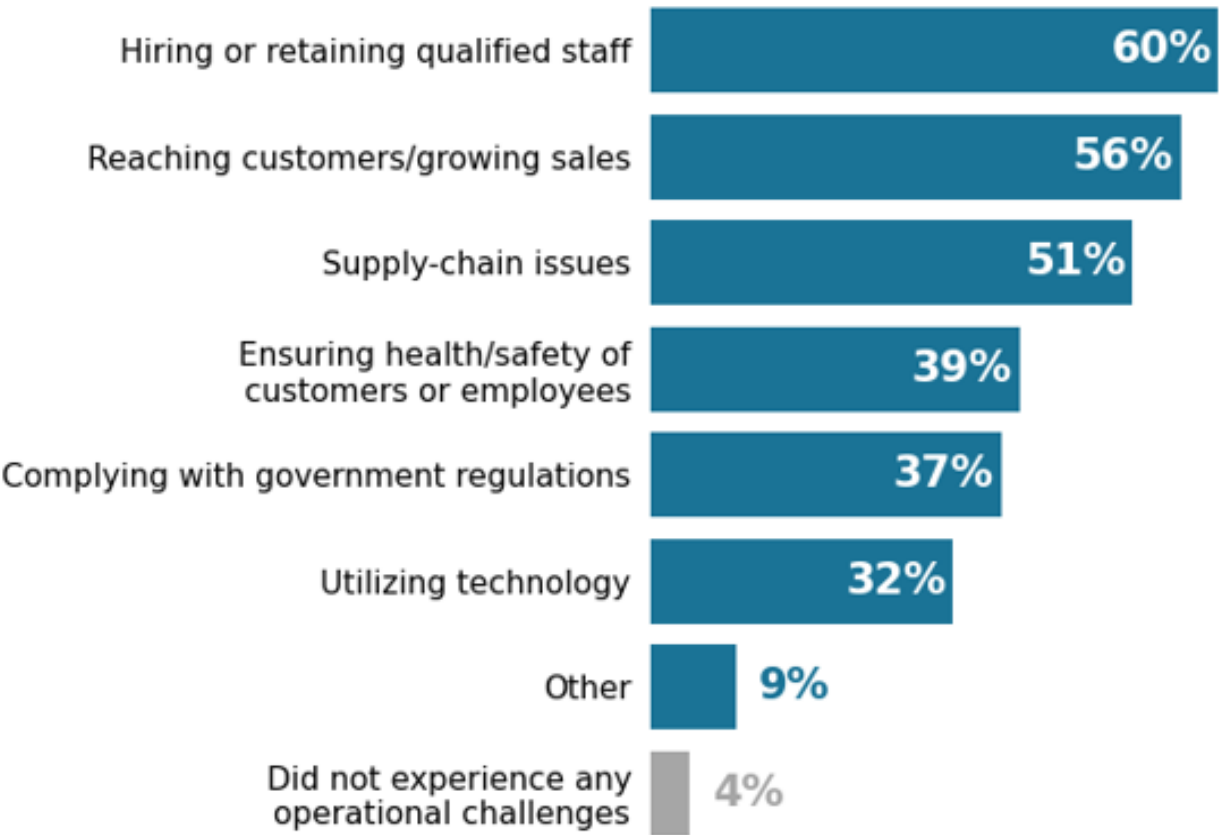 Hiring or retaining qualified staff 60%
Reaching customers/growing sales 56%
Supply-chain issues 51%
Ensuring health/safety of
customers or employees 39%
Complying with government regulations 37%
Utilizing technology 32%
Other 9%
Did not experience any
operational challenges 4%